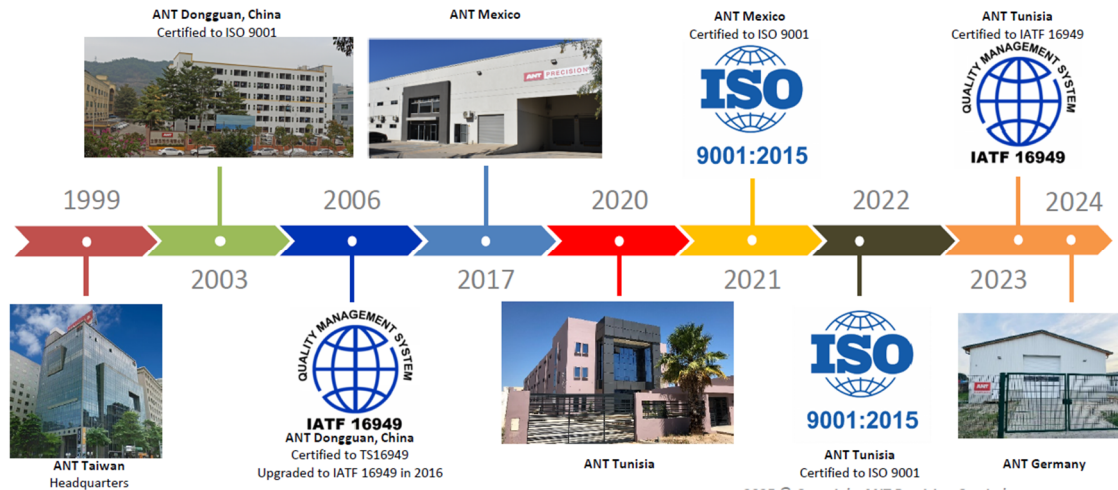 ANT Dongguan, China
Certified to ISO 9001
ANT Mexico
ANT PRECISION
ANT Mexico
Certified to ISO 9001
ISO
9001:2015
ANT Tunisia
Certified to IATF 16949
QUALITY MANAGEMENT SYSTEM
IATF 16949
1999
2003
2006
2017
2020
2021
2022
2023
2024
ANT Taiwan
Headquarters
QUALITY MANAGEMENT SYSTEM
IATF 16949
ANT Dongguan, China
Certified to TS16949
Upgraded to IATF 16949 in 2016
ANT Tunisia
ISO
9001:2015
ANT Tunisia
Certified to ISO 9001
ANT
ANT Germany